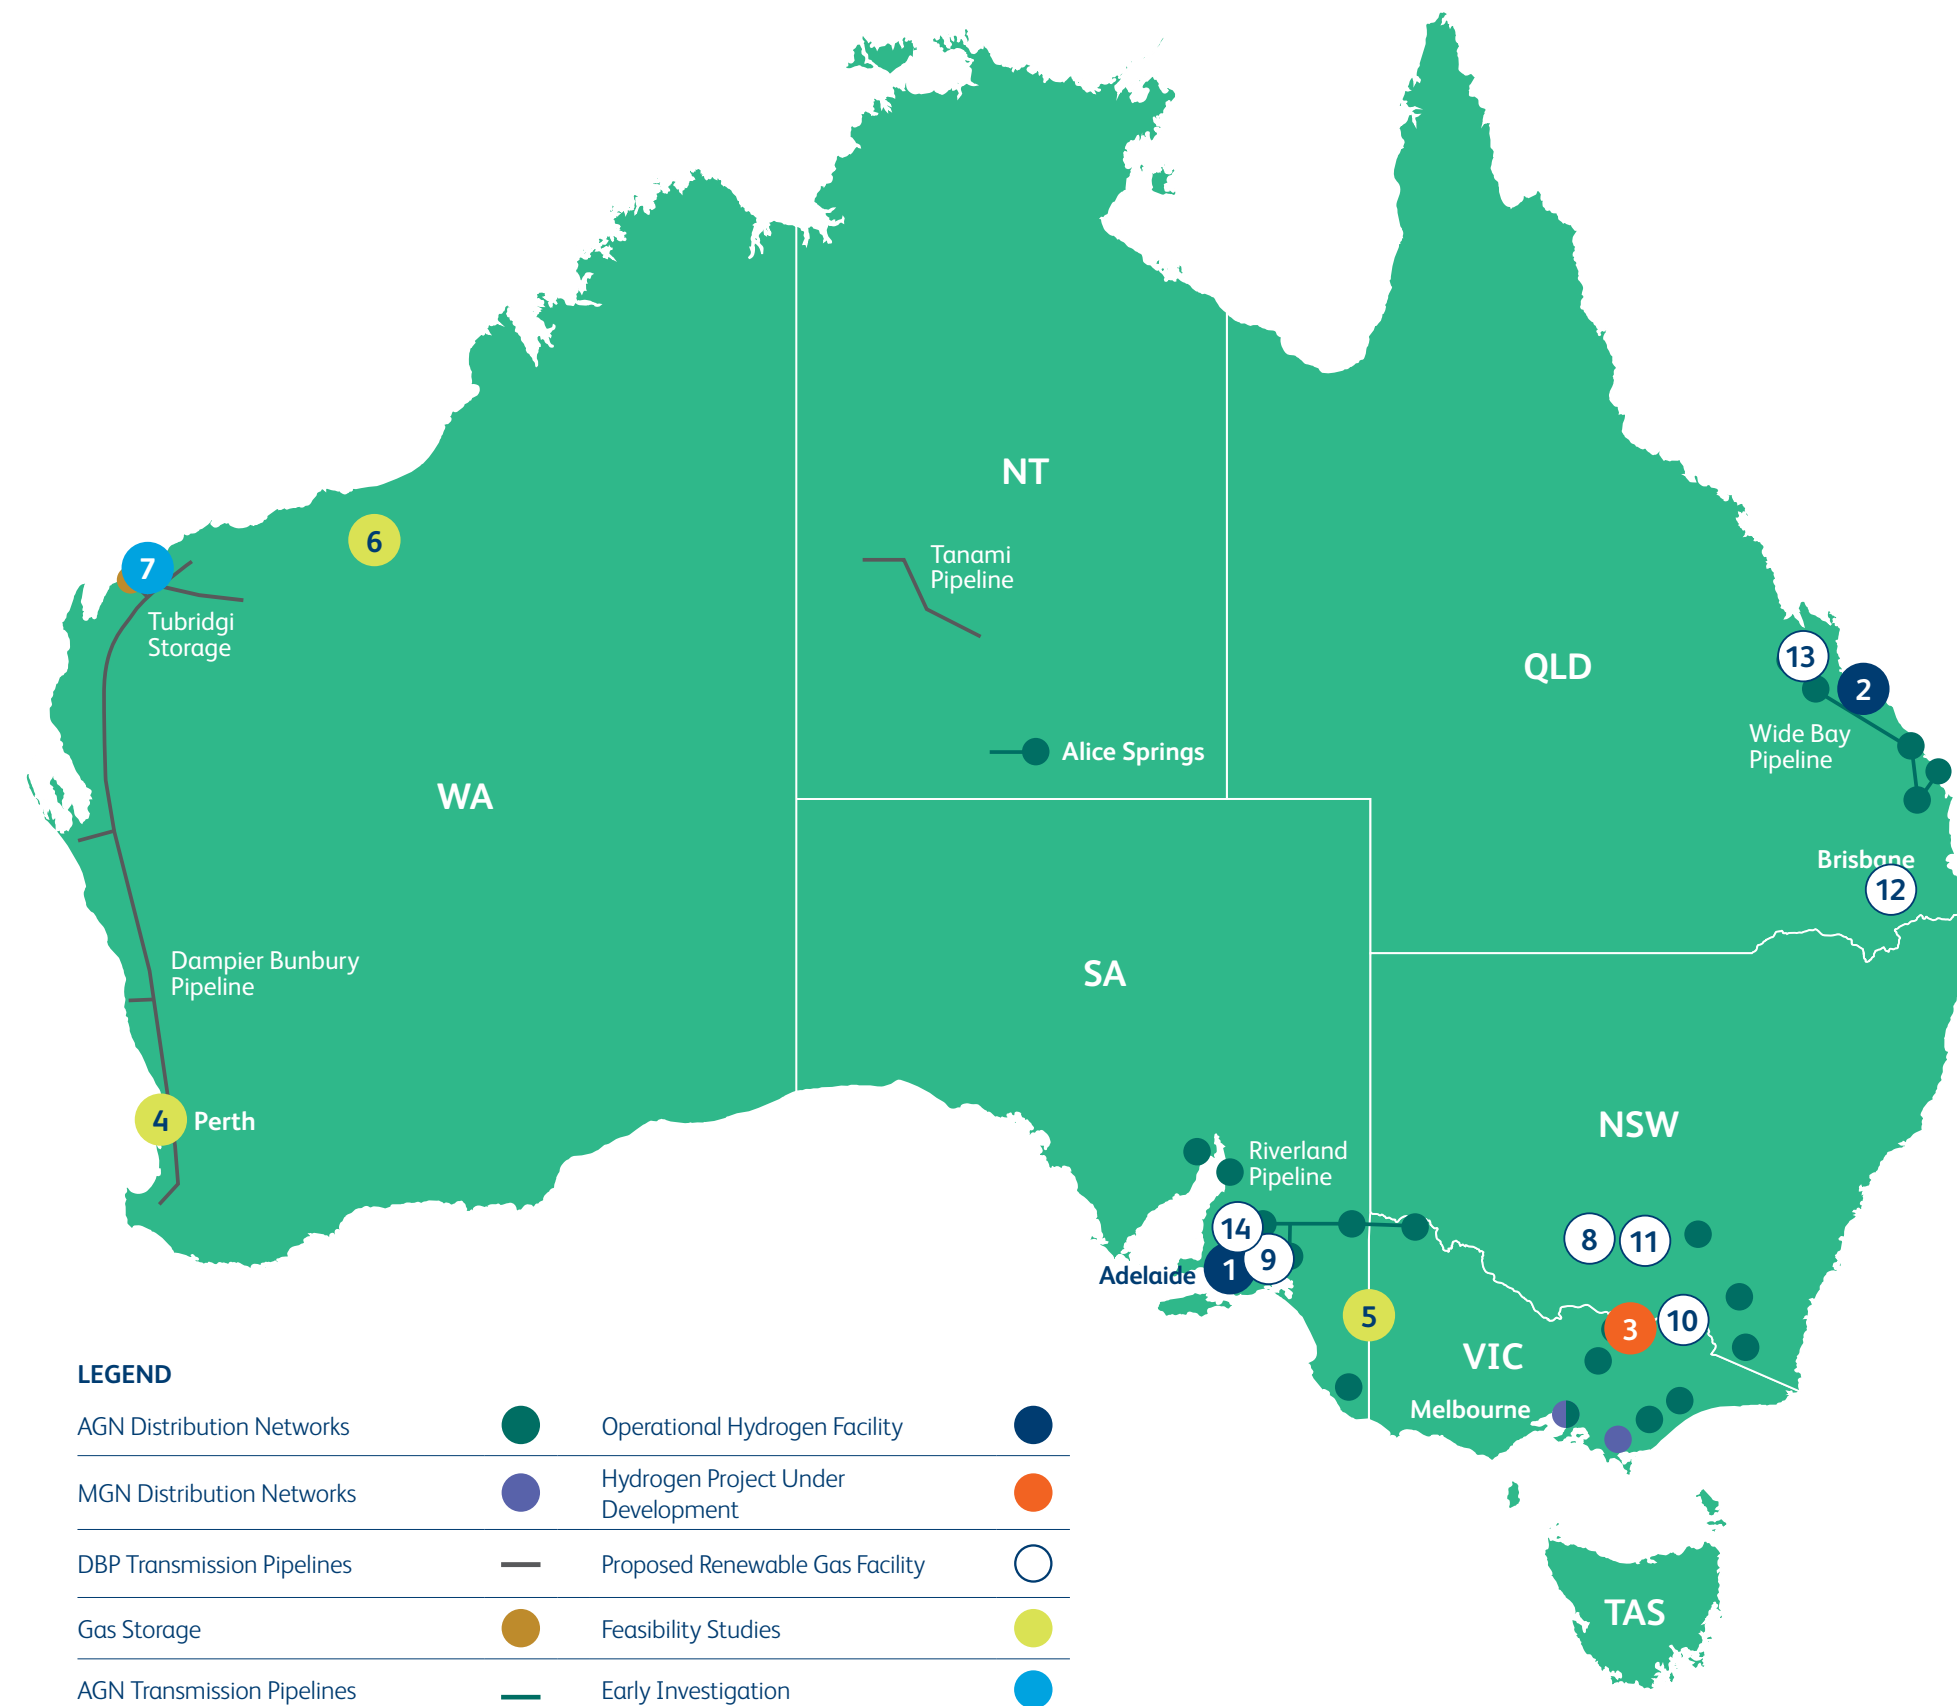 NT
6
Tanami
Pipeline
7
Tubridgi
Storage
13
QLD
2
Wide Bay
Pipeline
Alice Springs
WA
Brisbane
12
Dampier Bunbury
Pipeline
SA
4
Perth
NSW
Riverland
Pipeline
14
8
11
9
1
Adelaide
5
3
10
VIC
Melbourne
TAS
LEGEND
AGN Distribution Networks
Operational Hydrogen Facility
MGN Distribution Networks
Hydrogen Project Under
Development
DBP Transmission Pipelines
Proposed Renewable Gas Facility
Gas Storage
Feasibility Studies
AGN Transmission Pipelines
Early Investigation